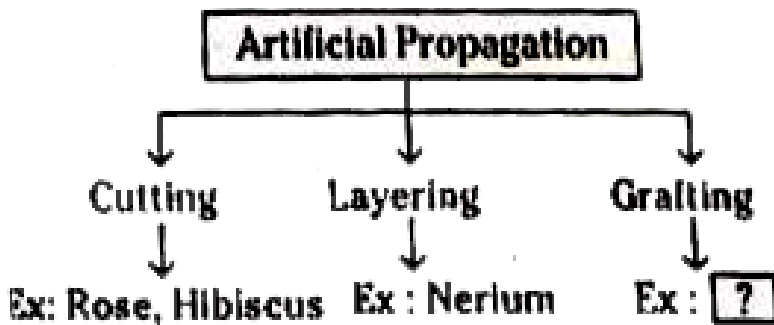 Artificial Propagation
Cutting Layering Grafting
Ex: Rose, Hibiscus Ex : Nerium Ex : ?